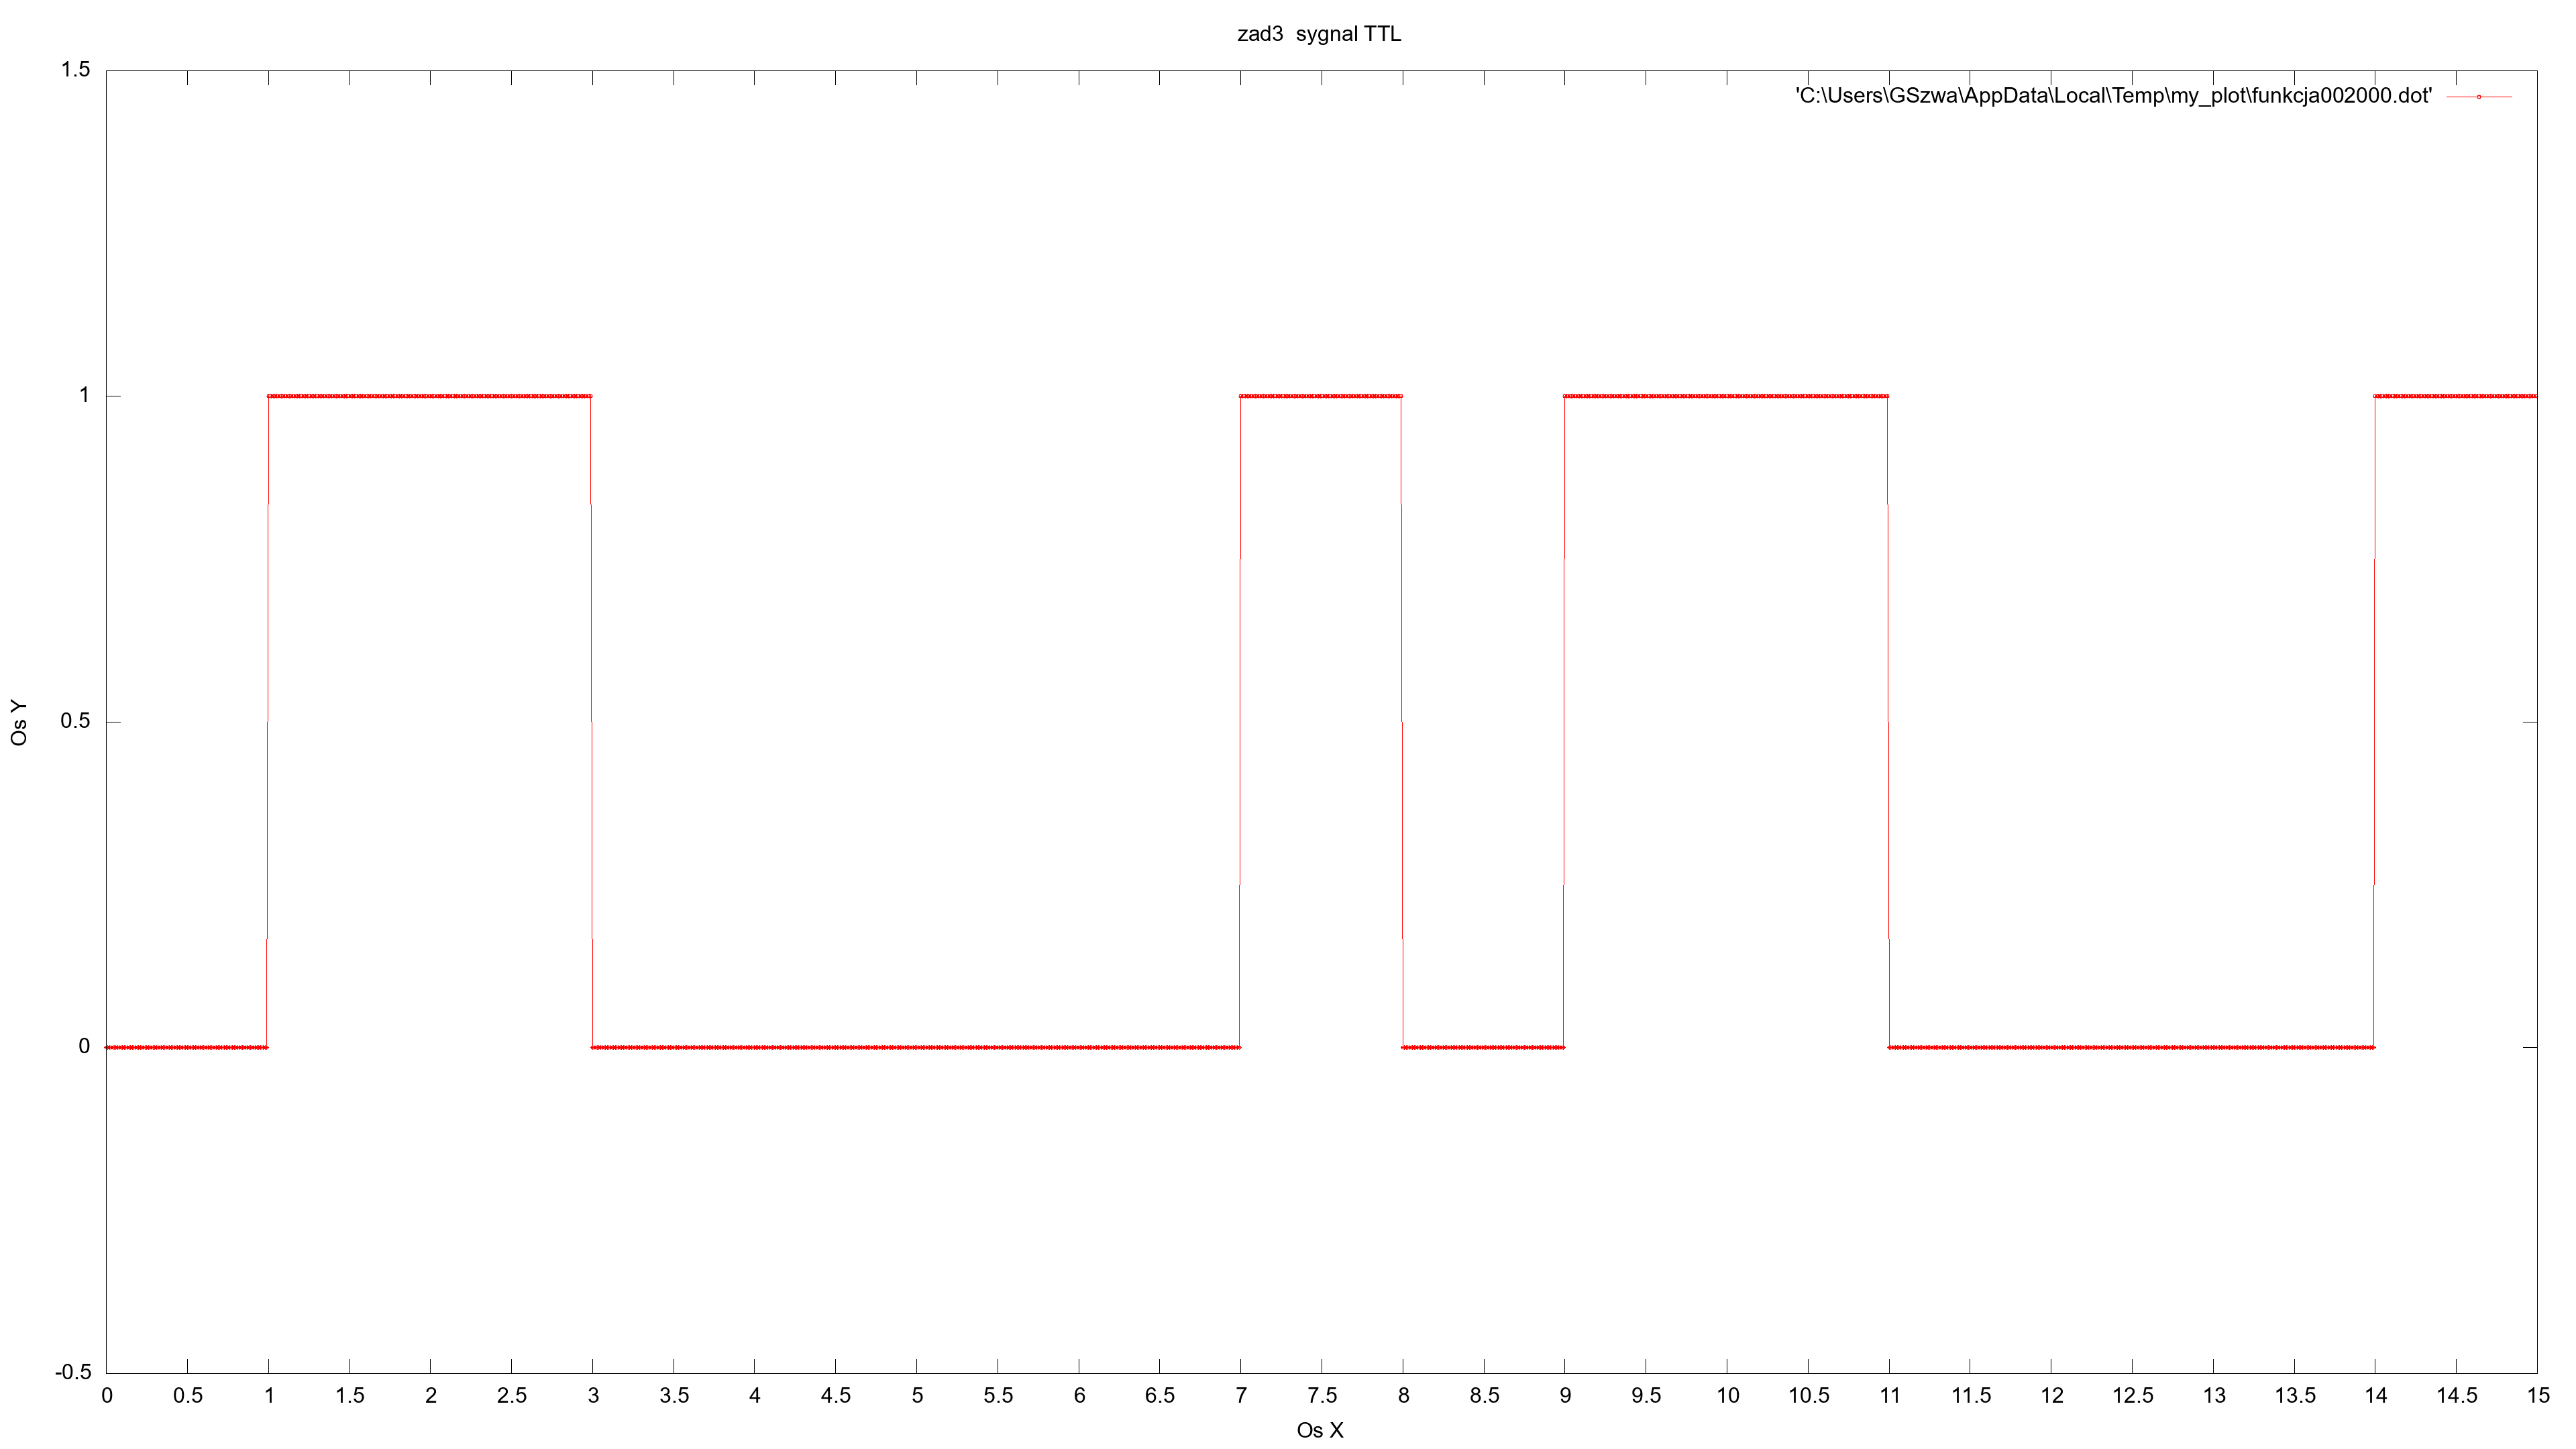 zad3  sygnal TTL
'C:\Users\GSzwa\AppData\Local\Temp\my_plot\funkcja002000.dot'
1.5
1
0.5
0
-0.5
Os Y
0 0.5 1 1.5 2 2.5 3 3.5 4 4.5 5 5.5 6 6.5 7 7.5 8 8.5 9 9.5 10 10.5 11 11.5 12 12.5 13 13.5 14 14.5 15
Os X